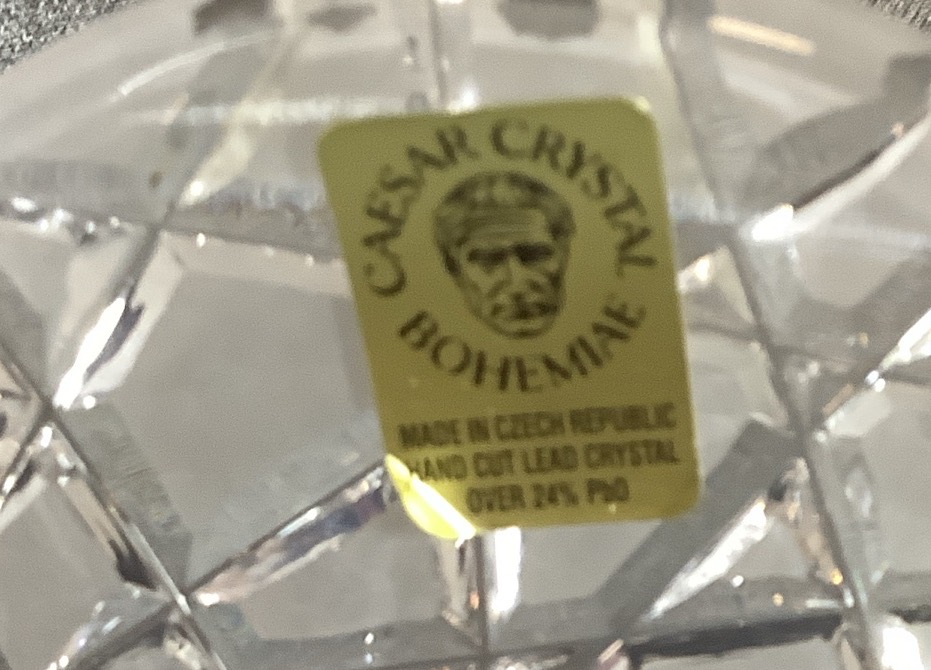 CAESAR CRYSTAL
BOHEMIAE
MADE IN CZECH REPUBLIC
HAND CUT LEAD CRYSTAL
OVER 24% PbO